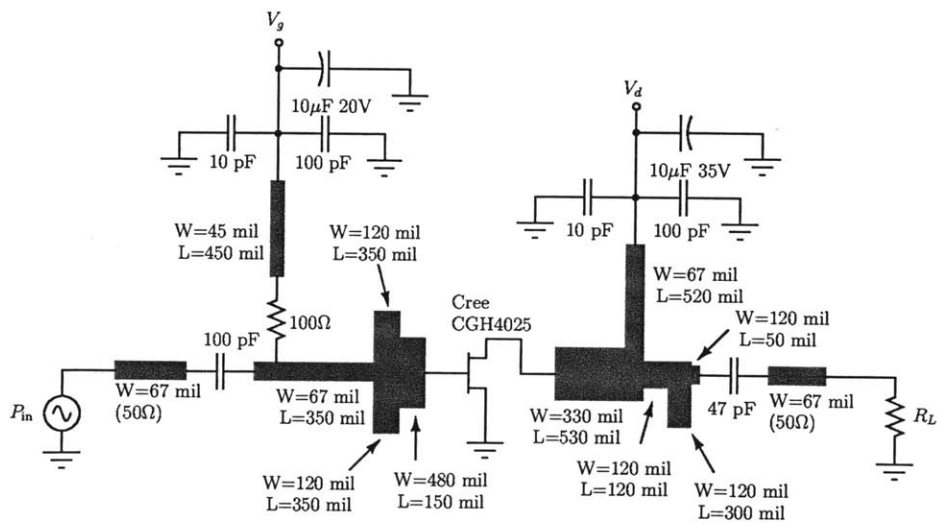 V_g
10μF 20V
10 pF
100 pF
W=45 mil
L=450 mil
W=120 mil
L=350 mil
100Ω
100 pF
W=67 mil
(50Ω)
P_in
W=67 mil
L=350 mil
W=120 mil
L=350 mil
W=480 mil
L=150 mil
Cree
CGH4025
V_d
10μF 35V
10 pF
100 pF
W=67 mil
L=520 mil
W=120 mil
L=50 mil
47 pF
W=67 mil
(50Ω)
R_L
W=330 mil
L=530 mil
W=120 mil
L=120 mil
W=120 mil
L=300 mil